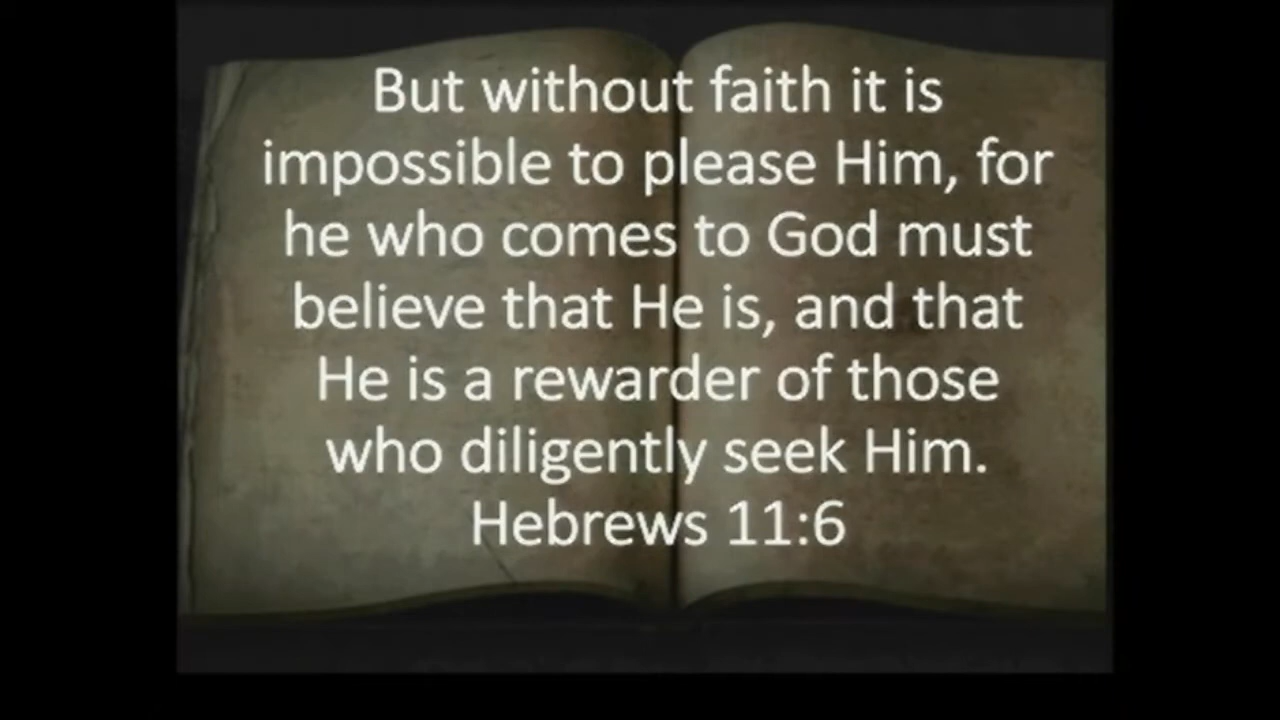 But without faith it is
impossible to please Him, for
he who comes to God must
believe that He is, and that
He is a rewarder of those
who diligently seek Him.
Hebrews 11:6